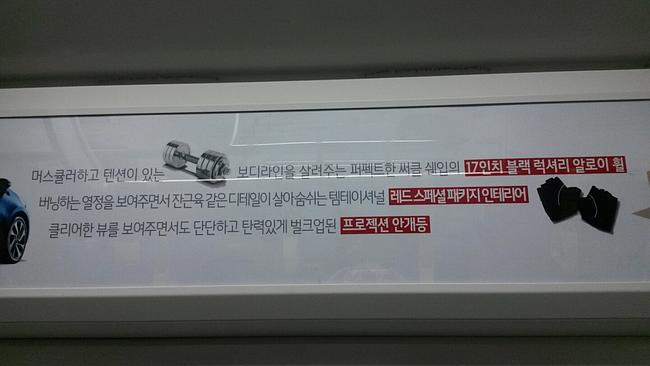 머스큘러하고 텐션이 있는 보디라인을 살려주는 퍼펙트한 써클 쉐입의 17인치 블랙 럭셔리 알로이 휠
버닝하는 열정을 보여주면서 잔근육 같은 디테일이 살아숨쉬는 템테이셔널 레드 스페셜 패키지 인테리어
클리어한 뷰를 보여주면서도 단단하고 탄력있게 벌크업된 프로젝션 안개등